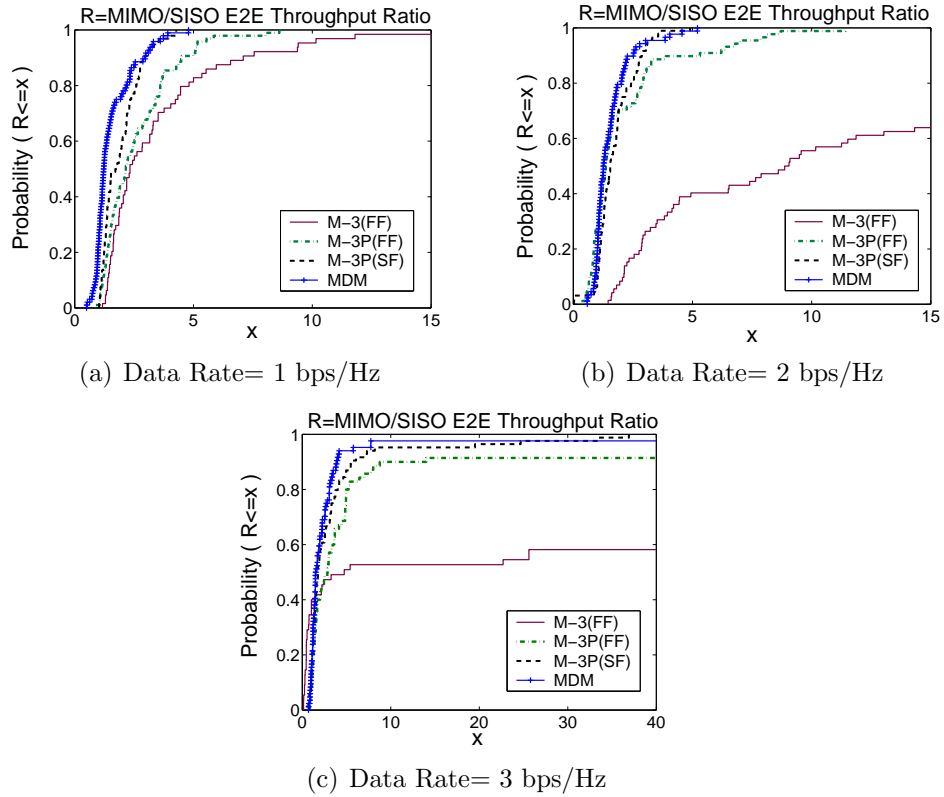 R=MIMO/SISO E2E Throughput Ratio
Probability ( R<=x )
1
0.8
0.6
0.4
0.2
0
0 5 10 15
x
M−3(FF)
M−3P(FF)
M−3P(SF)
MDM
(a) Data Rate= 1 bps/Hz
R=MIMO/SISO E2E Throughput Ratio
Probability ( R<=x )
1
0.8
0.6
0.4
0.2
0
0 5 10 15
x
M−3(FF)
M−3P(FF)
M−3P(SF)
MDM
(b) Data Rate= 2 bps/Hz
R=MIMO/SISO E2E Throughput Ratio
Probability ( R<=x )
1
0.8
0.6
0.4
0.2
0
0 10 20 30 40
x
M−3(FF)
M−3P(FF)
M−3P(SF)
MDM
(c) Data Rate= 3 bps/Hz